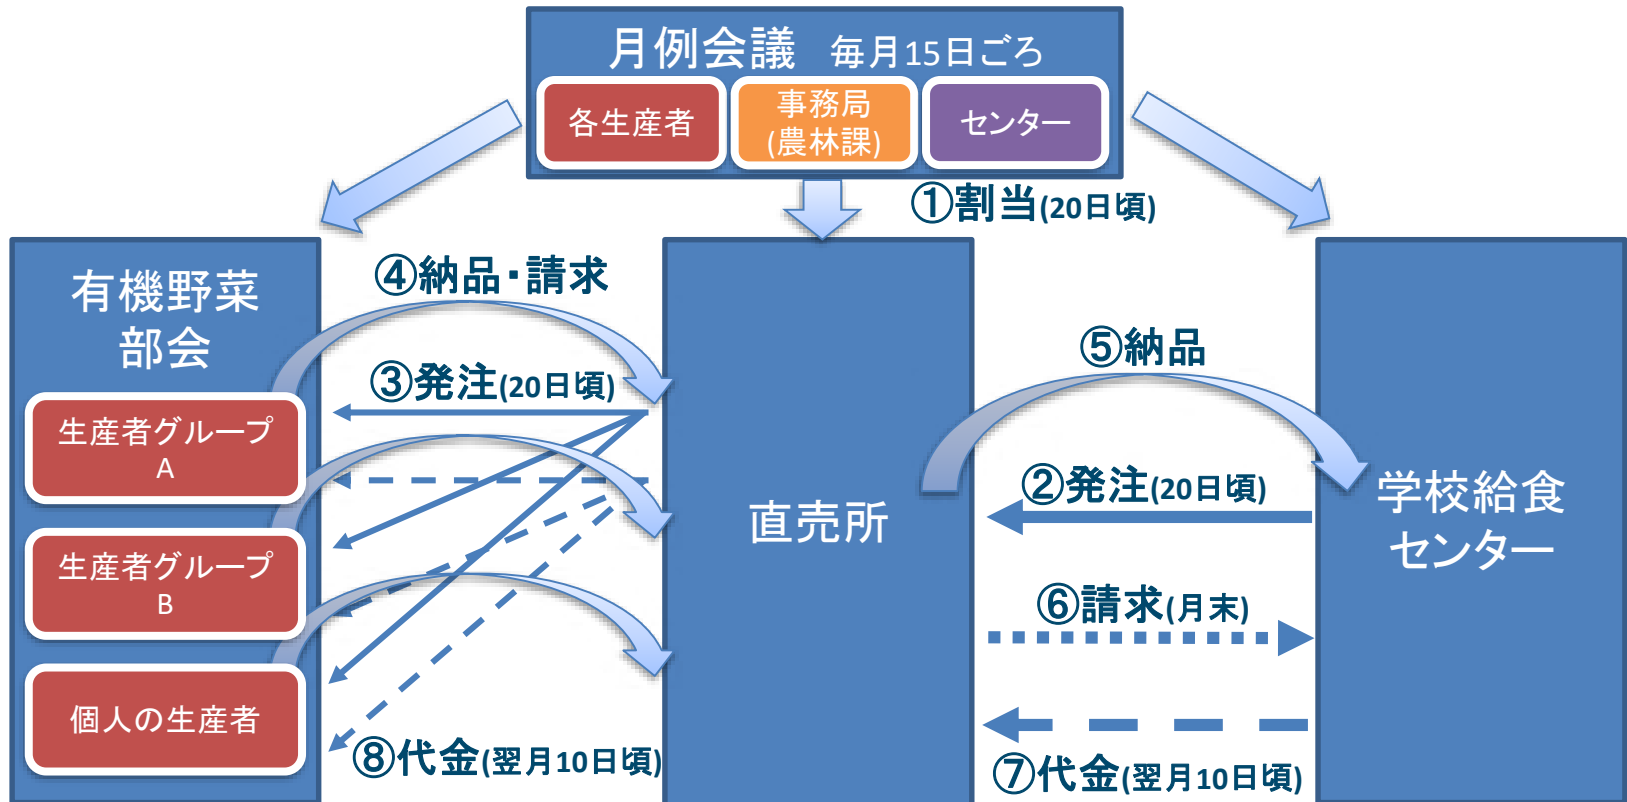 月例会議 毎月15日ごろ
各生産者
事務局
(農林課)
センター
①割当(20日頃)
有機野菜
部会
④納品・請求
③発注(20日頃)
生産者グループ
A
生産者グループ
B
個人の生産者
⑧代金(翌月10日頃)
直売所
⑤納品
②発注(20日頃)
⑥請求(月末)
⑦代金(翌月10日頃)
学校給食
センター